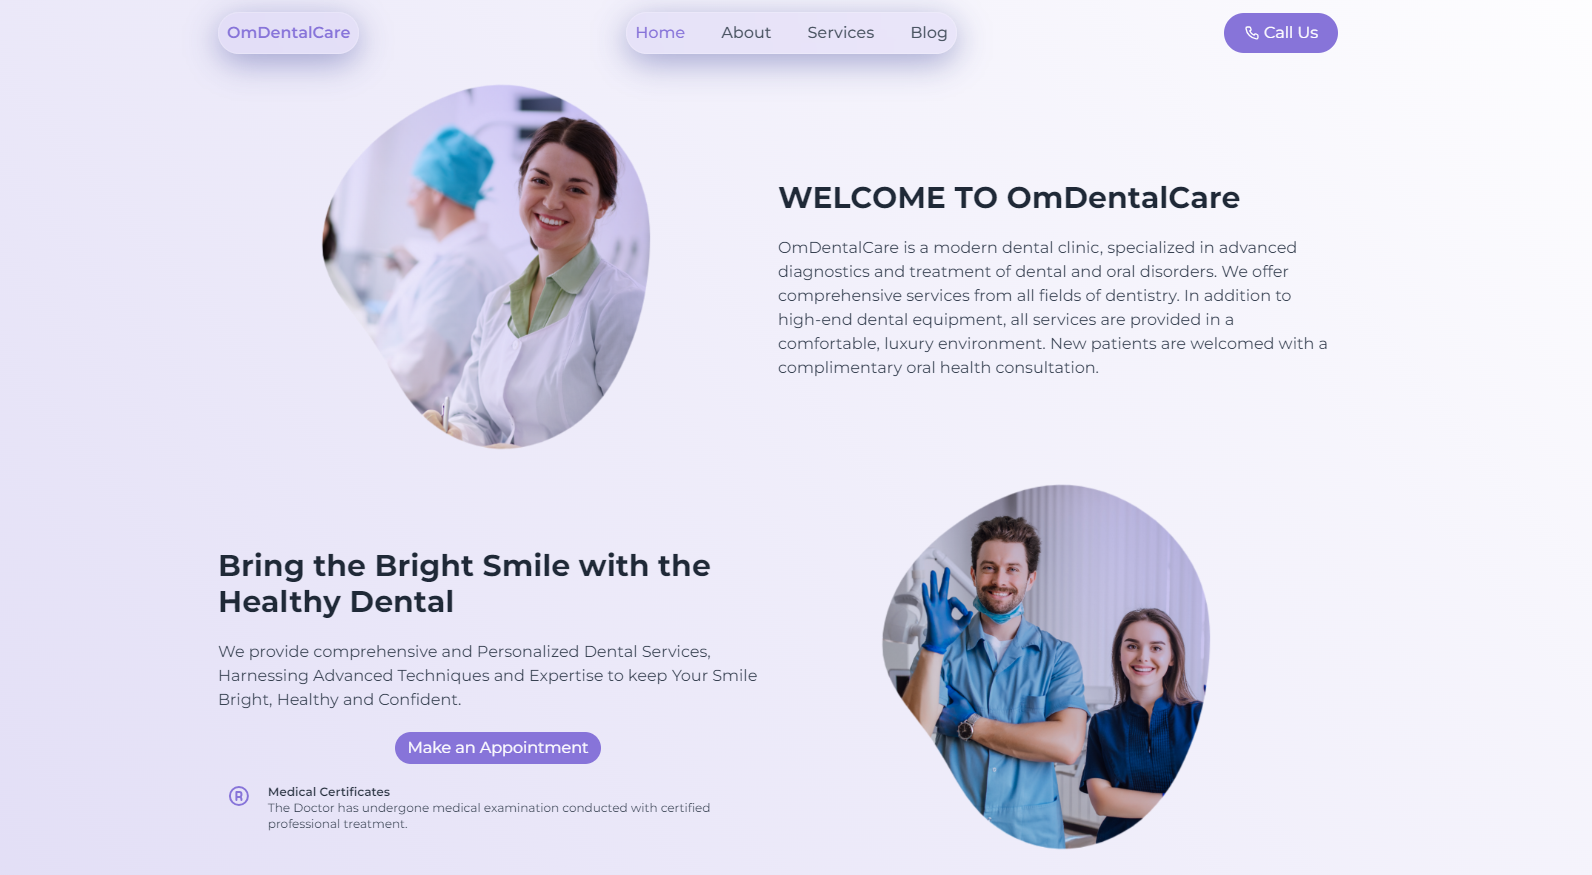 OmDentalCare
Home About Services Blog
Call Us
WELCOME TO OmDentalCare
OmDentalCare is a modern dental clinic, specialized in advanced
diagnostics and treatment of dental and oral disorders. We offer
comprehensive services from all fields of dentistry. In addition to
high-end dental equipment, all services are provided in a
comfortable, luxury environment. New patients are welcomed with a
complimentary oral health consultation.
Bring the Bright Smile with the
Healthy Dental
We provide comprehensive and Personalized Dental Services,
Harnessing Advanced Techniques and Expertise to keep Your Smile
Bright, Healthy and Confident.
Make an Appointment
®
Medical Certificates
The Doctor has undergone medical examination conducted with certified
professional treatment.